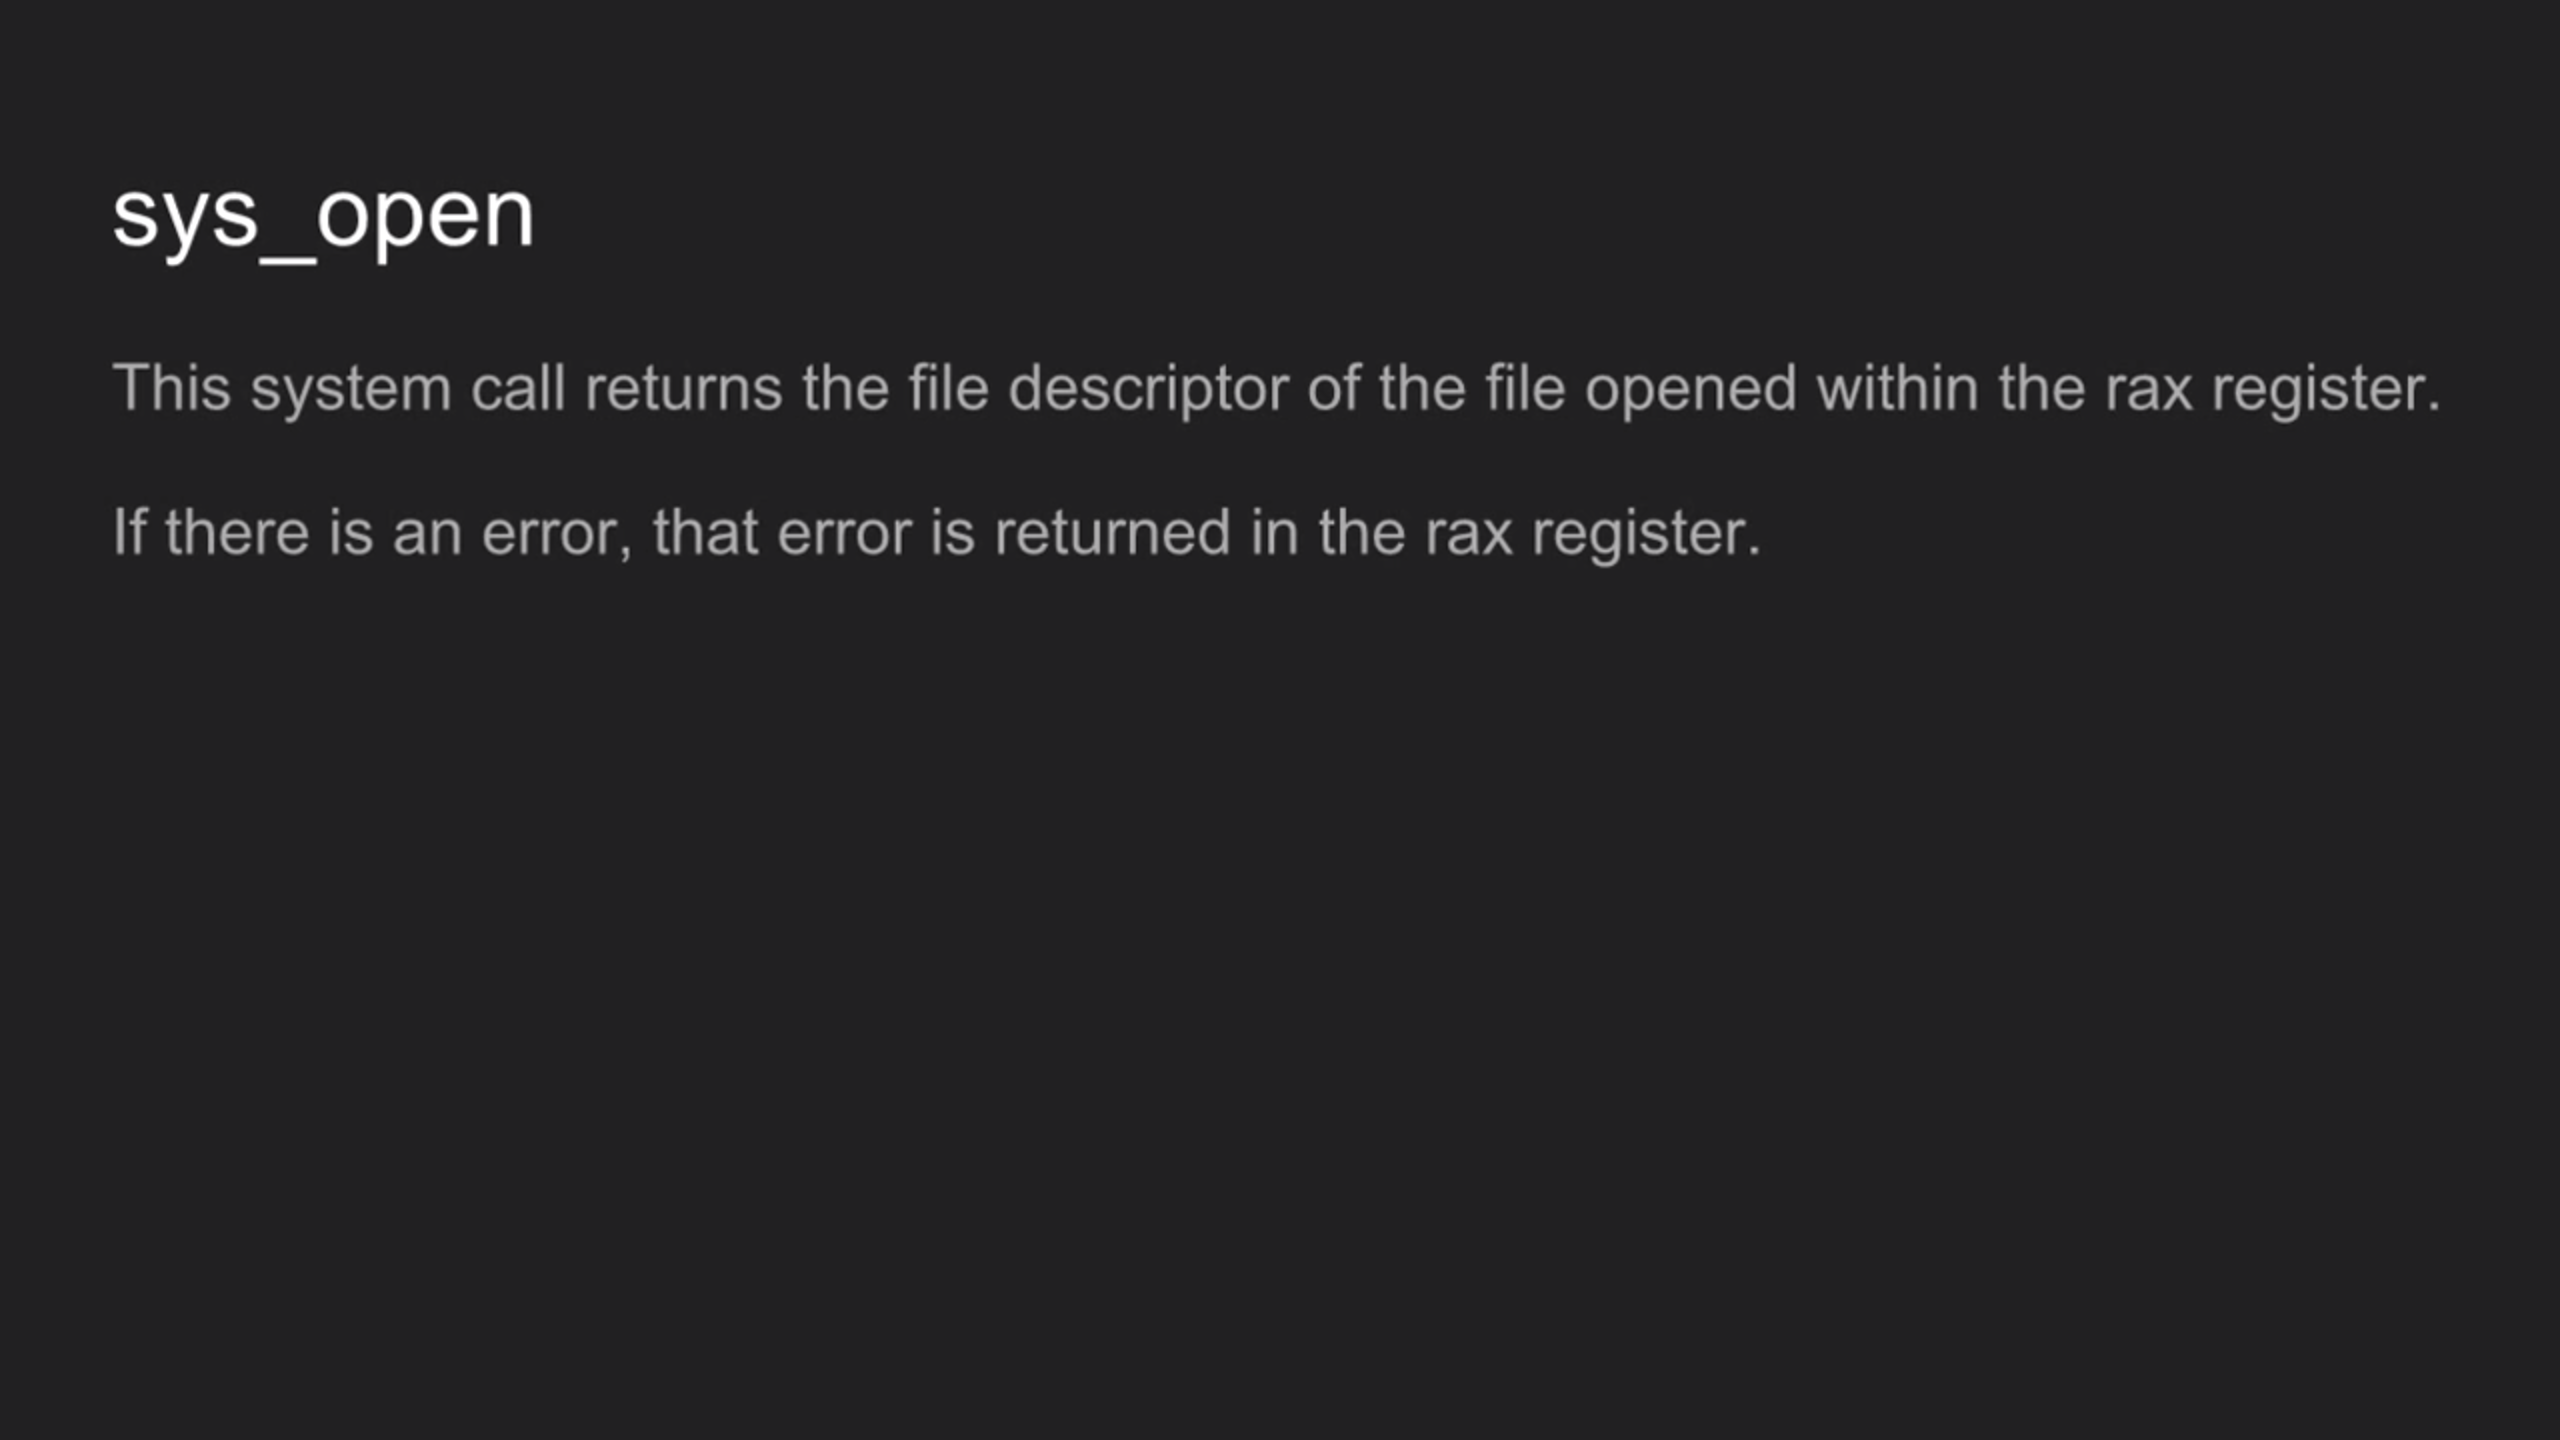 sys_open
This system call returns the file descriptor of the file opened within the rax register.
If there is an error, that error is returned in the rax register.